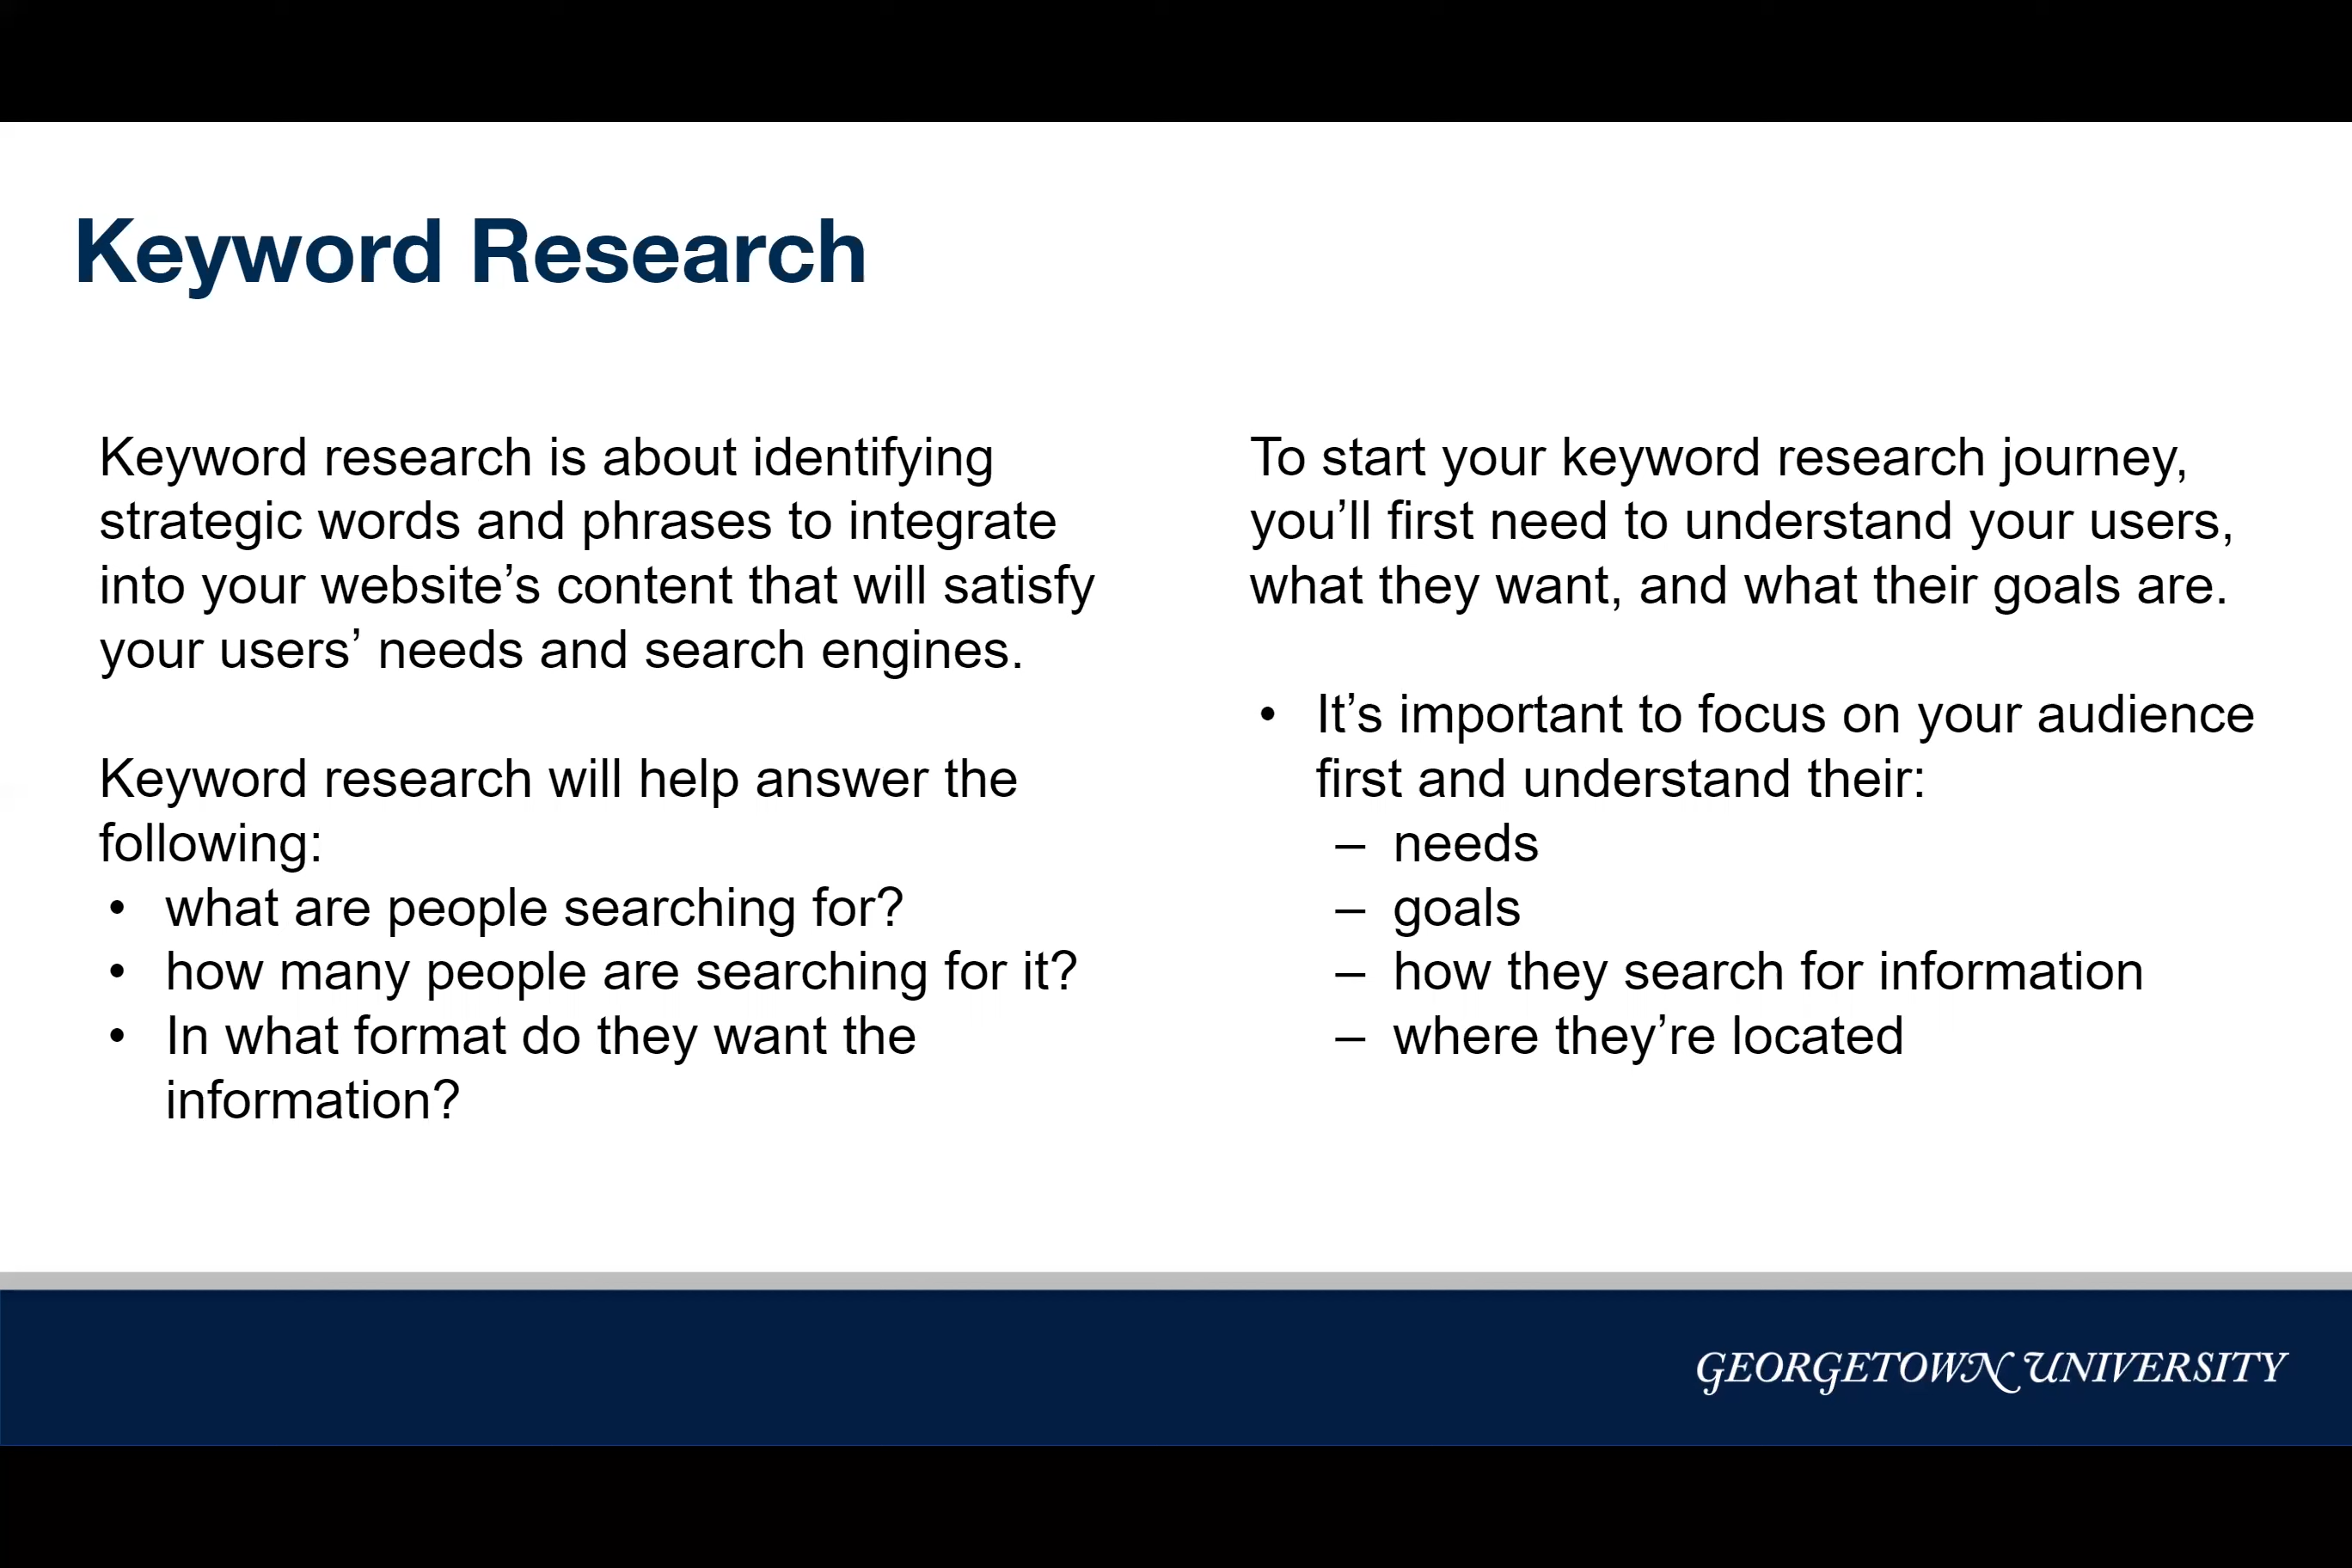 Keyword Research
Keyword research is about identifying
strategic words and phrases to integrate
into your website’s content that will satisfy
your users’ needs and search engines.
Keyword research will help answer the
following:
• what are people searching for?
• how many people are searching for it?
• In what format do they want the
information?
To start your keyword research journey,
you’ll first need to understand your users,
what they want, and what their goals are.
• It’s important to focus on your audience
first and understand their:
– needs
– goals
– how they search for information
– where they’re located
GEORGETOWN UNIVERSITY